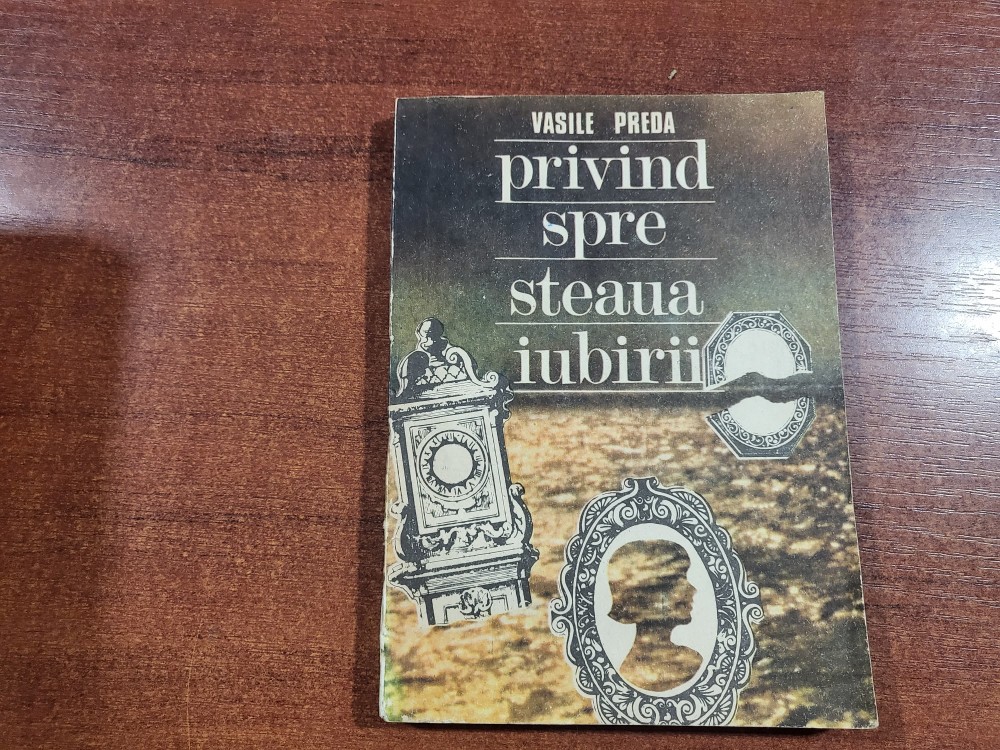 VASILE PREDA
privind
spre
steaua
iubirii